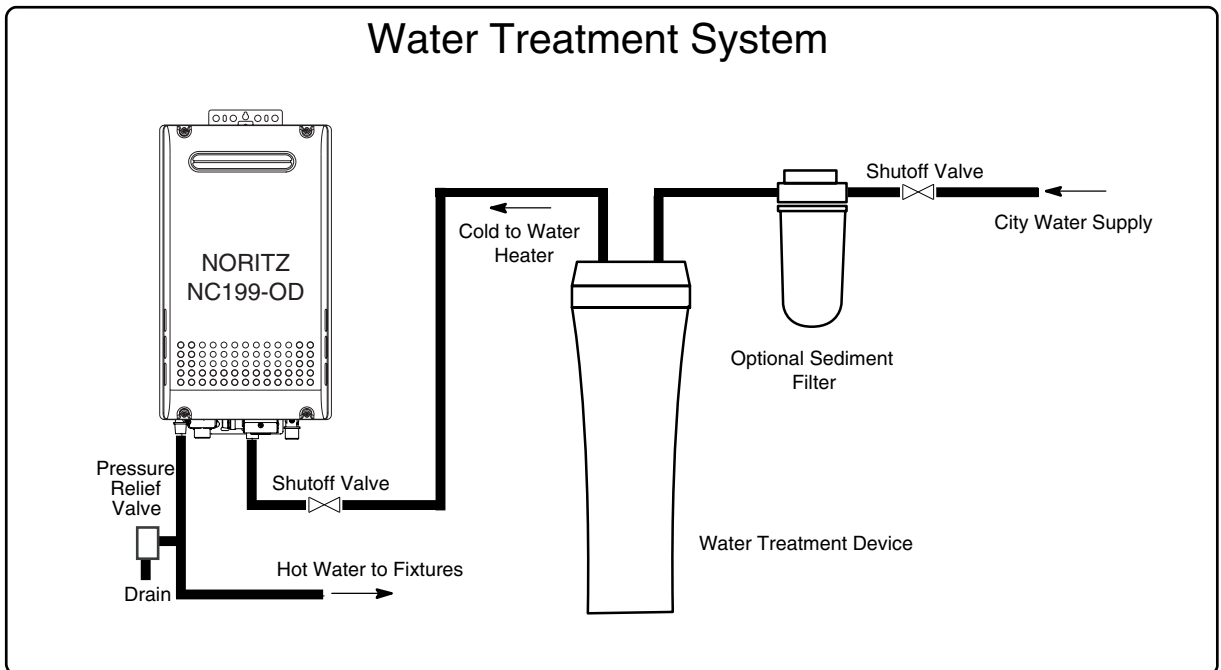 Water Treatment System
Shutoff Valve
City Water Supply
Cold to Water
Heater
NORITZ
NC199-OD
Optional Sediment
Filter
Pressure
Relief
Valve
Shutoff Valve
Water Treatment Device
Hot Water to Fixtures
Drain